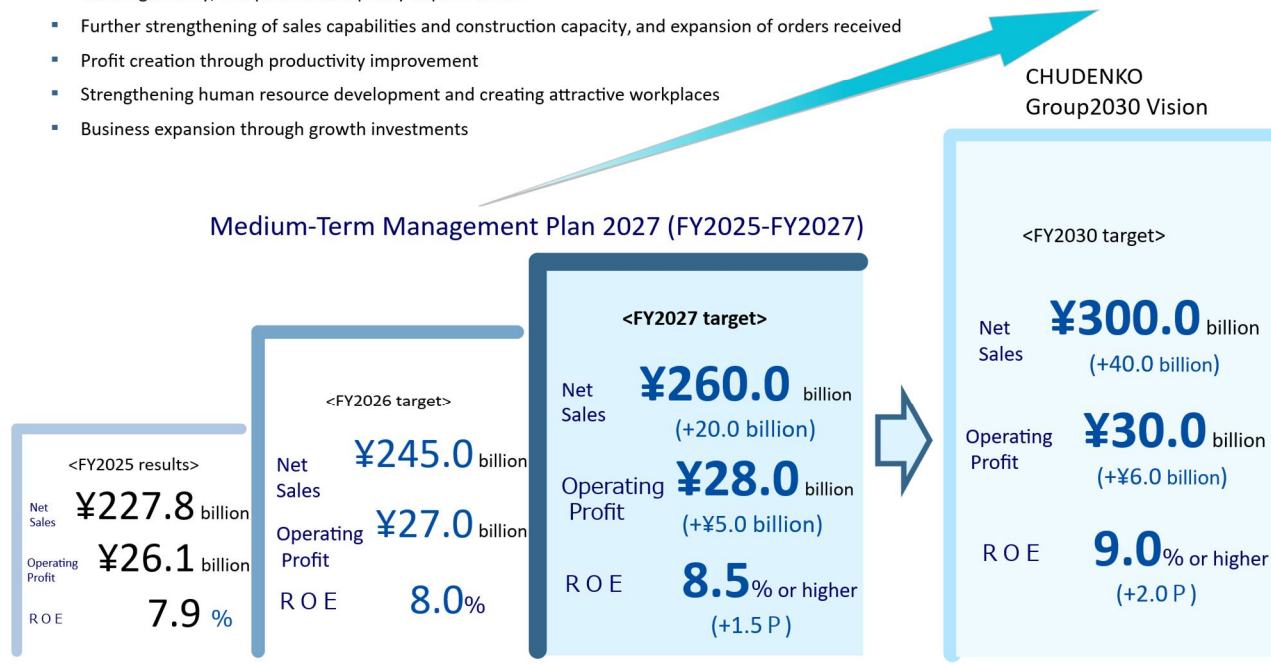 ▪ Further strengthening of sales capabilities and construction capacity, and expansion of orders received
▪ Profit creation through productivity improvement
▪ Strengthening human resource development and creating attractive workplaces
▪ Business expansion through growth investments
CHUDENKO
Group2030 Vision
Medium-Term Management Plan 2027 (FY2025-FY2027)
<FY2025 results>
Net
Sales
¥227.8 billion
Operating
Profit
¥26.1 billion
ROE
7.9 %
<FY2026 target>
Net
Sales
¥245.0 billion
Operating
Profit
¥27.0 billion
ROE
8.0%
<FY2027 target>
Net
Sales
¥260.0 billion
(+20.0 billion)
Operating
Profit
¥28.0 billion
(+¥5.0 billion)
ROE
8.5% or higher
(+1.5 P)
<FY2030 target>
Net
Sales
¥300.0 billion
(+40.0 billion)
Operating
Profit
¥30.0 billion
(+¥6.0 billion)
ROE
9.0% or higher
(+2.0 P)